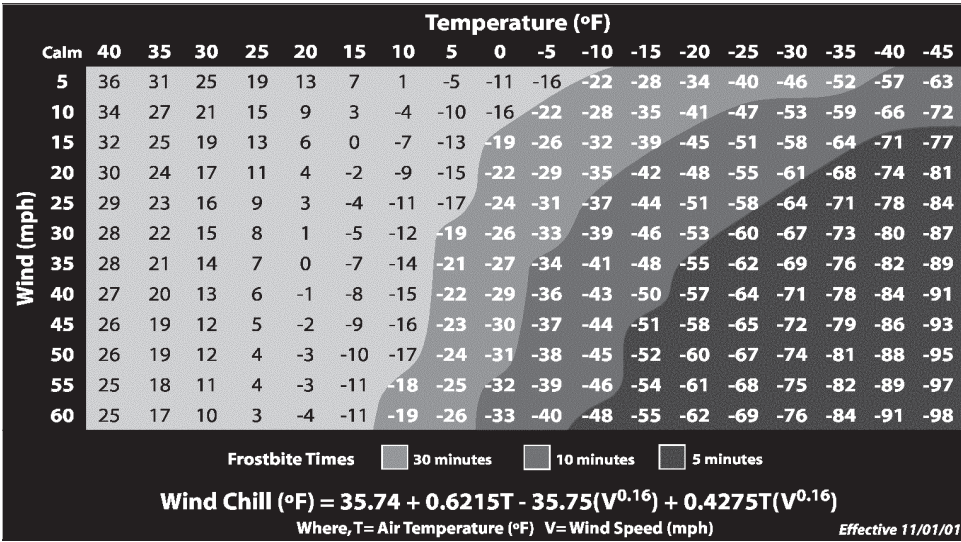 Temperature (ºF)
Calm 40 35 30 25 20 15 10 5 0 -5 -10 -15 -20 -25 -30 -35 -40 -45
5 36 31 25 19 13 7 1 -5 -11 -16 -22 -28 -34 -40 -46 -52 -57 -63
10 34 27 21 15 9 3 -4 -10 -16 -22 -28 -35 -41 -47 -53 -59 -66 -72
15 32 25 19 13 6 0 -7 -13 -19 -26 -32 -39 -45 -51 -58 -64 -71 -77
20 30 24 17 11 4 -2 -9 -15 -22 -29 -35 -42 -48 -55 -61 -68 -74 -81
25 29 23 16 9 3 -4 -11 -17 -24 -31 -37 -44 -51 -58 -64 -71 -78 -84
30 28 22 15 8 1 -5 -12 -19 -26 -33 -39 -46 -53 -60 -67 -73 -80 -87
35 28 21 14 7 0 -7 -14 -21 -27 -34 -41 -48 -55 -62 -69 -76 -82 -89
40 27 20 13 6 -1 -8 -15 -22 -29 -36 -43 -50 -57 -64 -71 -78 -84 -91
45 26 19 12 5 -2 -9 -16 -23 -30 -37 -44 -51 -58 -65 -72 -79 -86 -93
50 26 19 12 4 -3 -10 -17 -24 -31 -38 -45 -52 -60 -67 -74 -81 -88 -95
55 25 18 11 4 -3 -11 -18 -25 -32 -39 -46 -54 -61 -68 -75 -82 -89 -97
60 25 17 10 3 -4 -11 -19 -26 -33 -40 -48 -55 -62 -69 -76 -84 -91 -98
Wind (mph)
Frostbite Times 30 minutes 10 minutes 5 minutes
Wind Chill (ºF) = 35.74 + 0.6215T - 35.75(V0.16) + 0.4275T(V0.16)
Where, T= Air Temperature (ºF) V= Wind Speed (mph) Effective 11/01/01